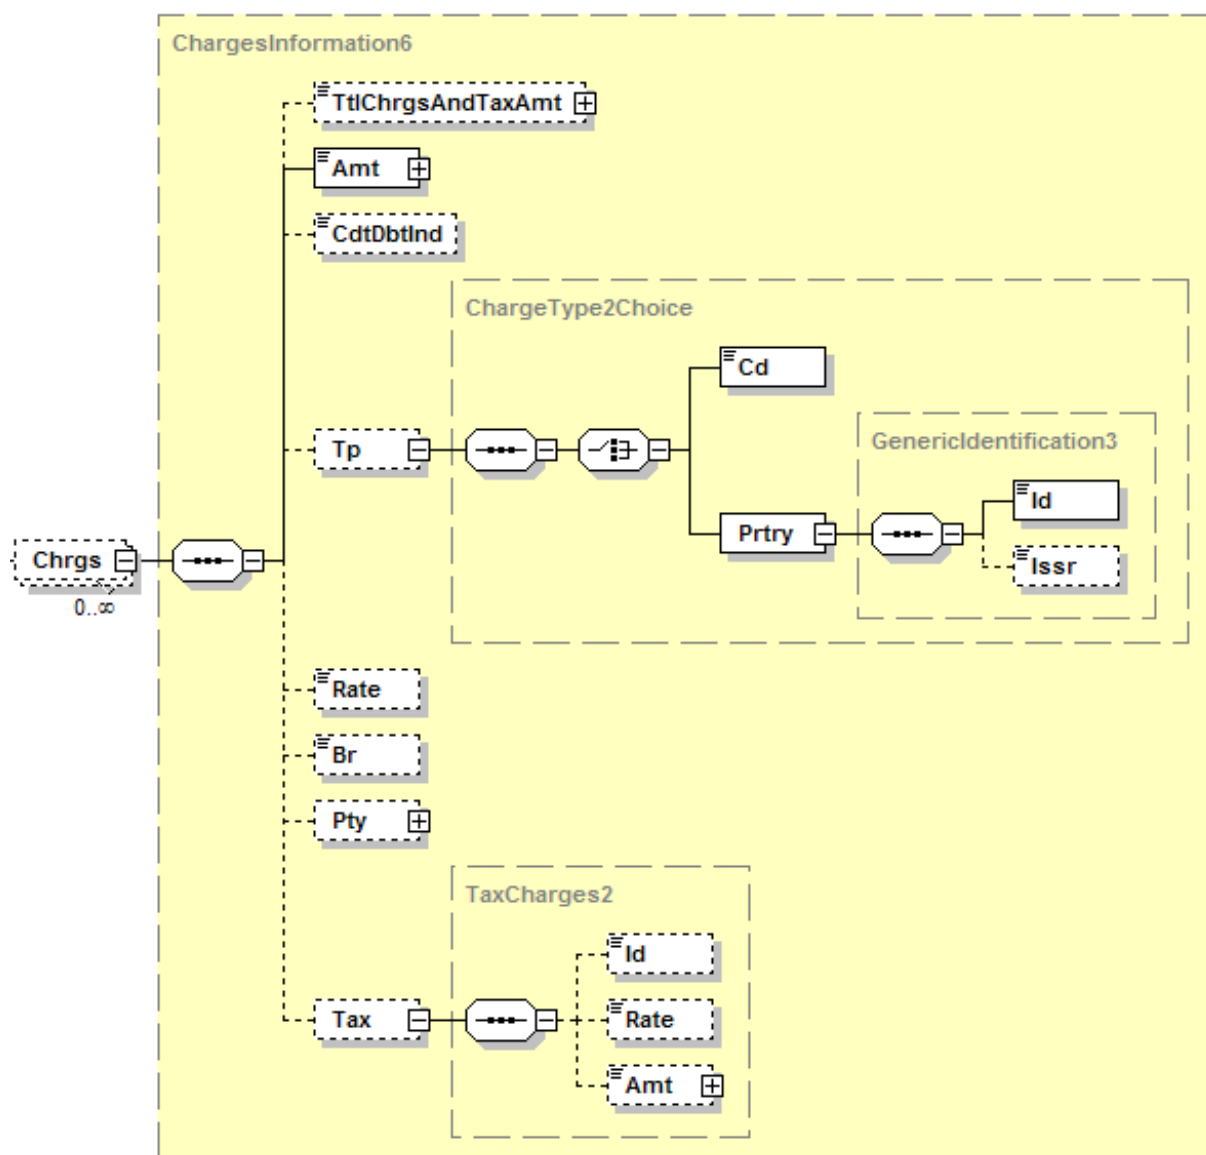 ChargesInformation6
TtlChrgsAndTaxAmt
Amt
CdtDbtInd
ChargeType2Choice
Cd
GenericIdentification3
Tp
Id
Prtry
Issr
Chrgs
0..∞
Rate
Br
Pty
TaxCharges2
Id
Tax
Rate
Amt